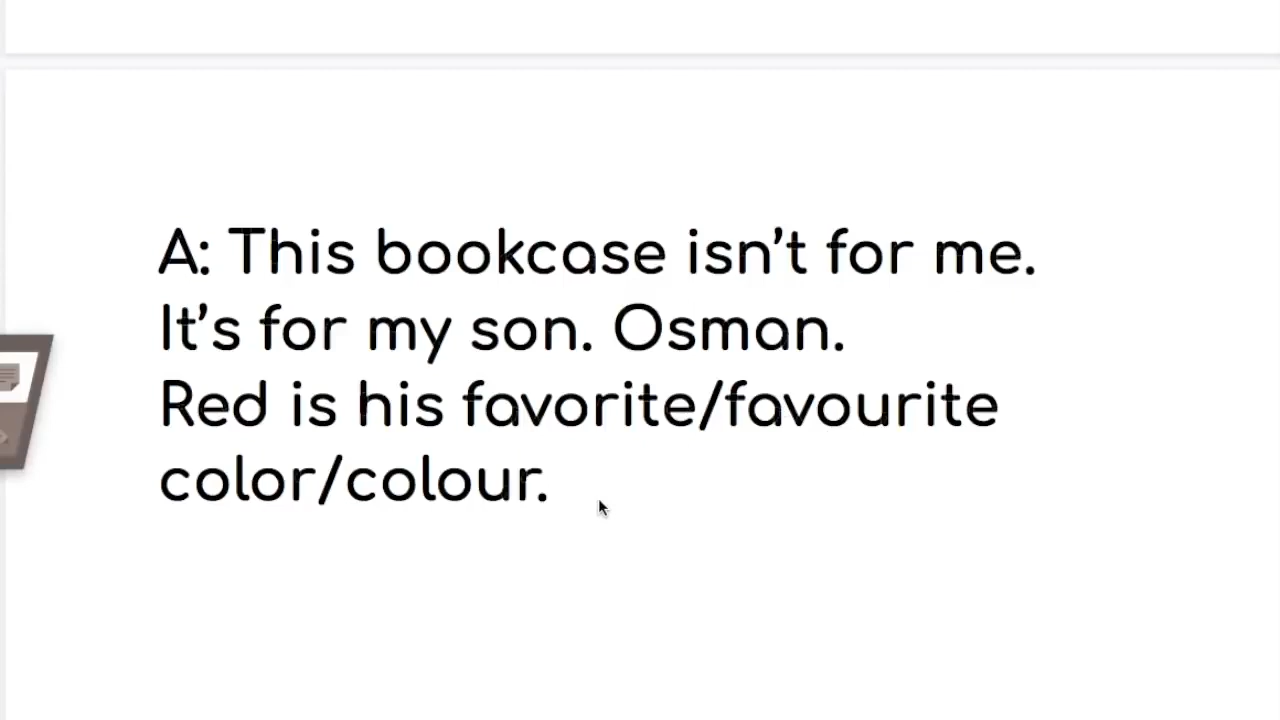 A: This bookcase isn’t for me.
It’s for my son. Osman.
Red is his favorite/favourite
color/colour.